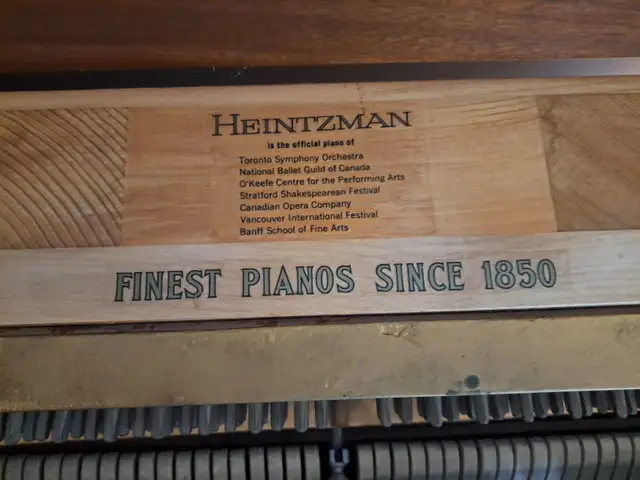 HEINTZMAN
is the official piano of
Toronto Symphony Orchestra
National Ballet Guild of Canada
O'Keefe Centre for the Performing Arts
Stratford Shakespearean Festival
Canadian Opera Company
Vancouver International Festival
Banff School of Fine Arts
FINEST PIANOS SINCE 1850